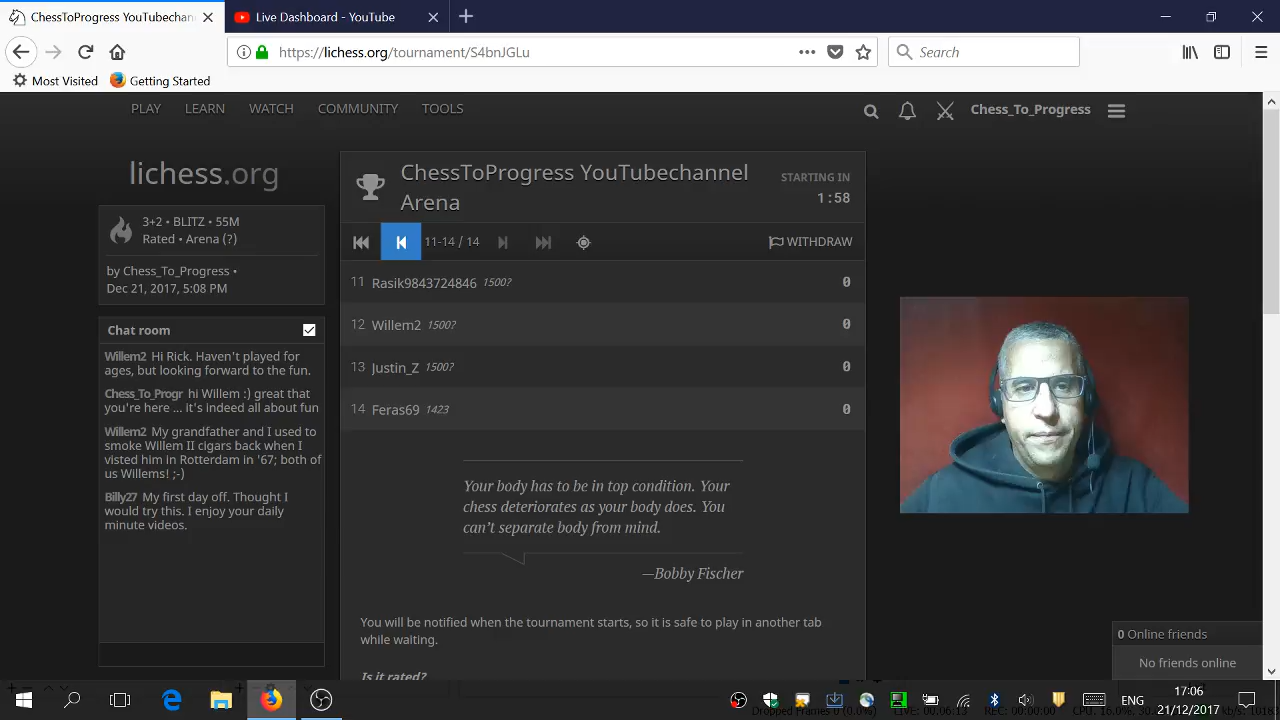 ChessToProgress YouTubechann
Live Dashboard - YouTube
https://lichess.org/tournament/S4bnJGLu
Search
Most Visited
Getting Started
PLAY LEARN WATCH COMMUNITY TOOLS
Chess_To_Progress
lichess.org
3+2 • BLITZ • 55M
Rated • Arena (?)
by Chess_To_Progress •
Dec 21, 2017, 5:08 PM
Chat room
Willem2 Hi Rick. Haven't played for
ages, but looking forward to the fun.
Chess_To_Progr hi Willem :) great that
you're here ... it's indeed all about fun
Willem2 My grandfather and I used to
smoke Willem II cigars back when I
visted him in Rotterdam in '67; both of
us Willems! ;-)
Billy27 My first day off. Thought I
would try this. I enjoy your daily
minute videos.
ChessToProgress YouTubechannel
Arena
STARTING IN
1:58
11-14 / 14
WITHDRAW
11 Rasik9843724846 1500? 0
12 Willem2 1500? 0
13 Justin_Z 1500? 0
14 Feras69 1423 0
Your body has to be in top condition. Your
chess deteriorates as your body does. You
can't separate body from mind.
—Bobby Fischer
You will be notified when the tournament starts, so it is safe to play in another tab
while waiting.
Is it rated?
0 Online friends
No friends online
ENG
17:06
21/12/2017